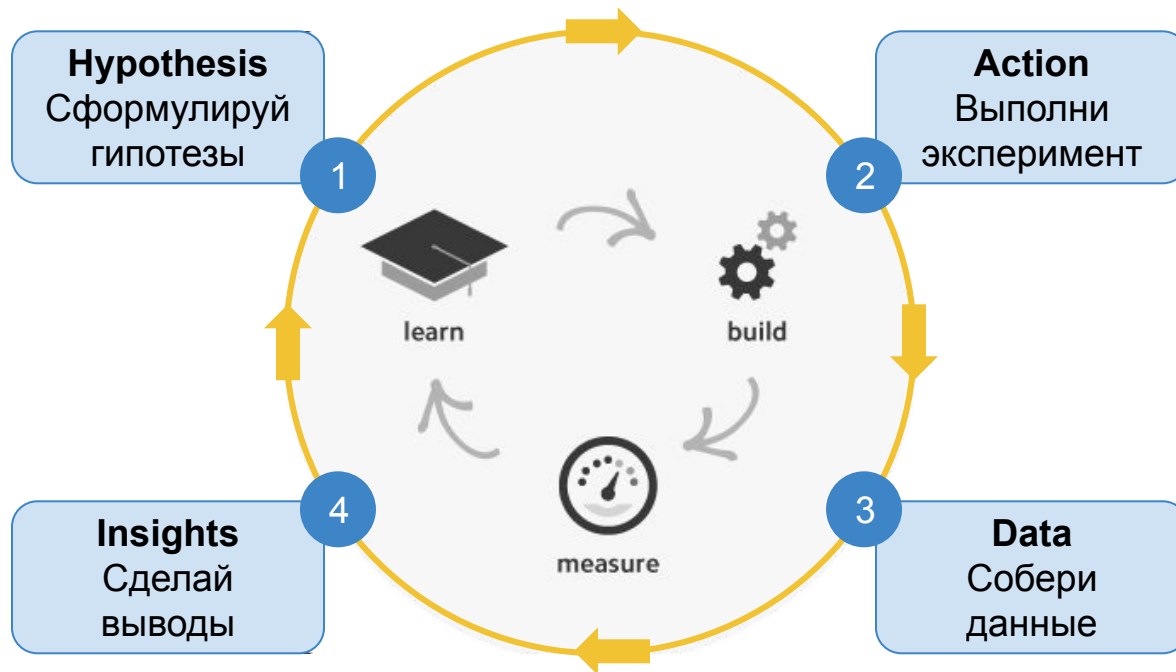 Hypothesis
Сформулируй
гипотезы
1
Action
Выполни
эксперимент
2
learn
build
measure
4
Insights
Сделай
выводы
3
Data
Собери
данные